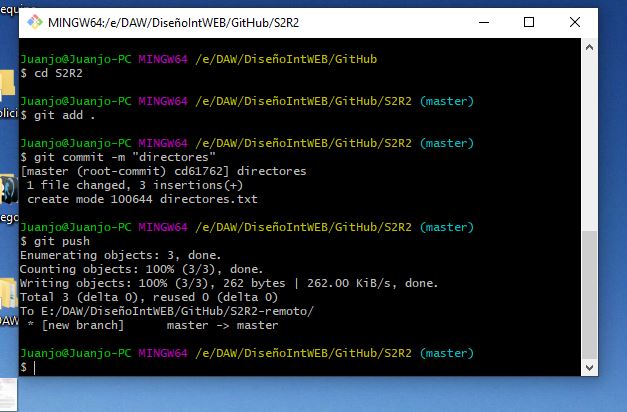 equipo
MINGW64:/e/DAW/DiseñoIntWEB/GitHub/S2R2
Juanjo@Juanjo-PC MINGW64 /e/DAW/DiseñoIntWEB/GitHub
$ cd S2R2
Juanjo@Juanjo-PC MINGW64 /e/DAW/DiseñoIntWEB/GitHub/S2R2 (master)
$ git add .
Juanjo@Juanjo-PC MINGW64 /e/DAW/DiseñoIntWEB/GitHub/S2R2 (master)
$ git commit -m "directores"
[master (root-commit) cd61762] directores
1 file changed, 3 insertions(+)
create mode 100644 directores.txt
Juanjo@Juanjo-PC MINGW64 /e/DAW/DiseñoIntWEB/GitHub/S2R2 (master)
$ git push
Enumerating objects: 3, done.
Counting objects: 100% (3/3), done.
Writing objects: 100% (3/3), 262 bytes | 262.00 KiB/s, done.
Total 3 (delta 0), reused 0 (delta 0)
To E:/DAW/DiseñoIntWEB/GitHub/S2R2-remoto/
* [new branch] master -> master
Juanjo@Juanjo-PC MINGW64 /e/DAW/DiseñoIntWEB/GitHub/S2R2 (master)
$